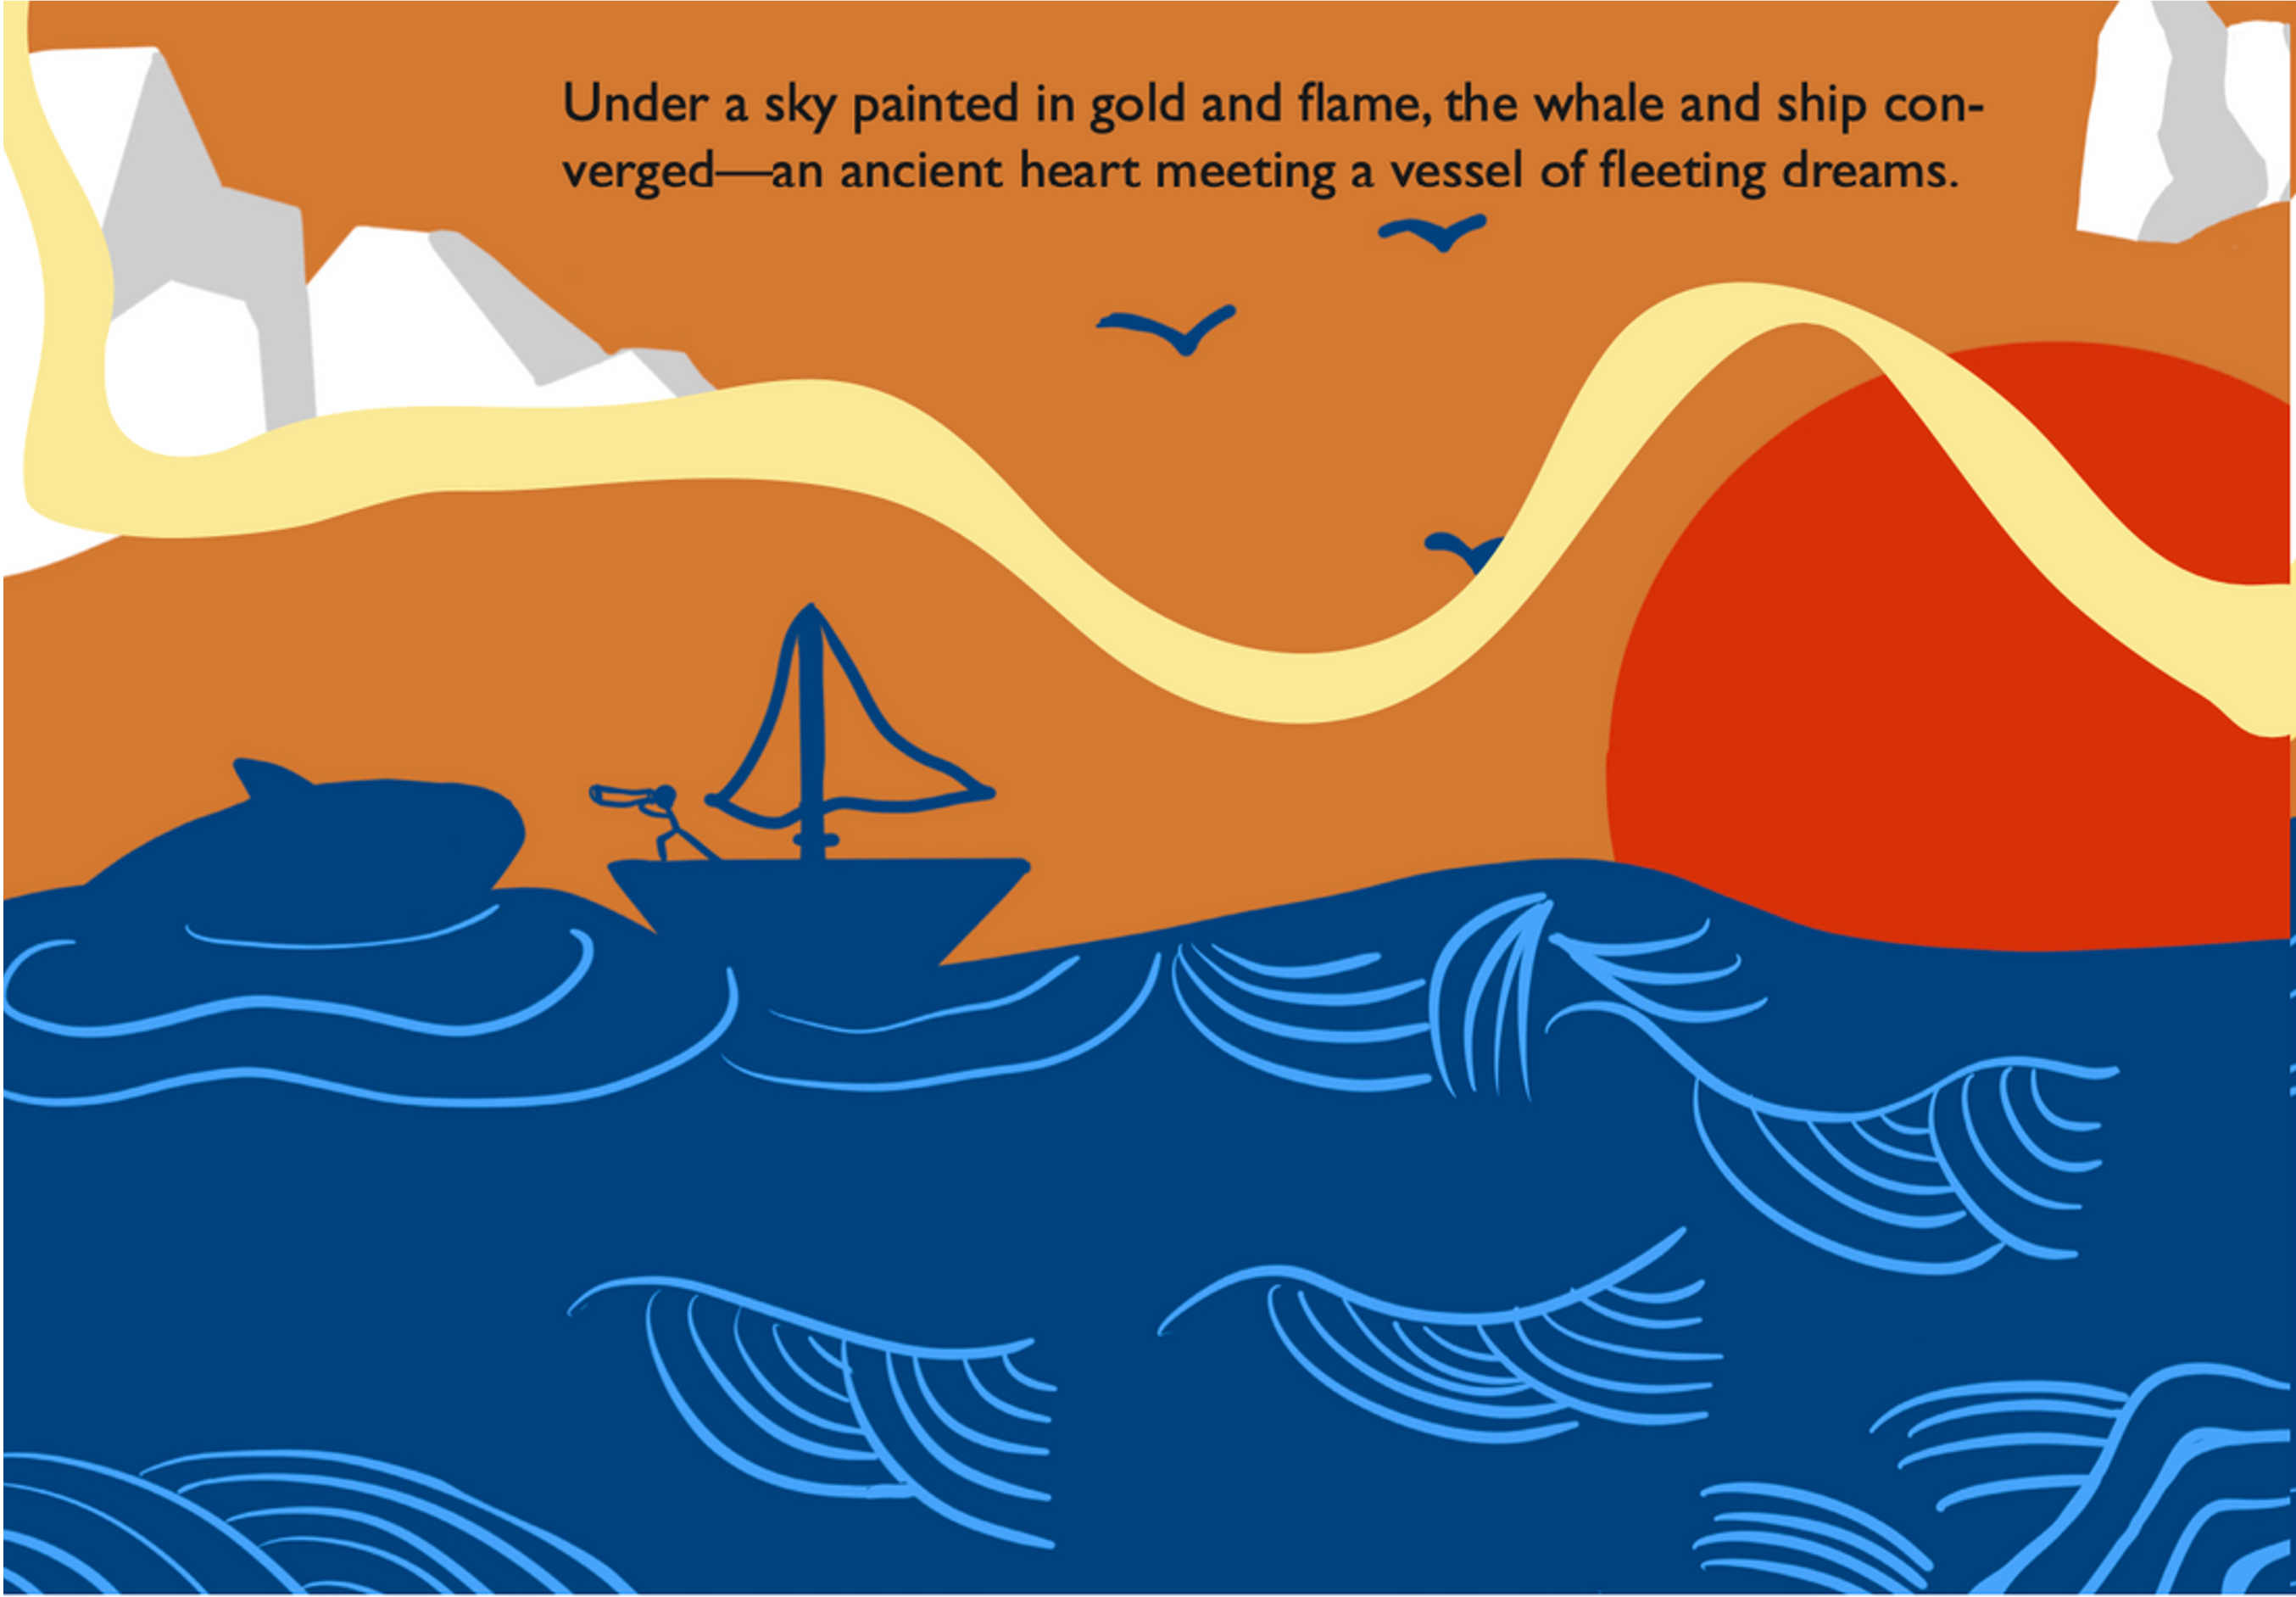 Under a sky painted in gold and flame, the whale and ship con-
verged—an ancient heart meeting a vessel of fleeting dreams.